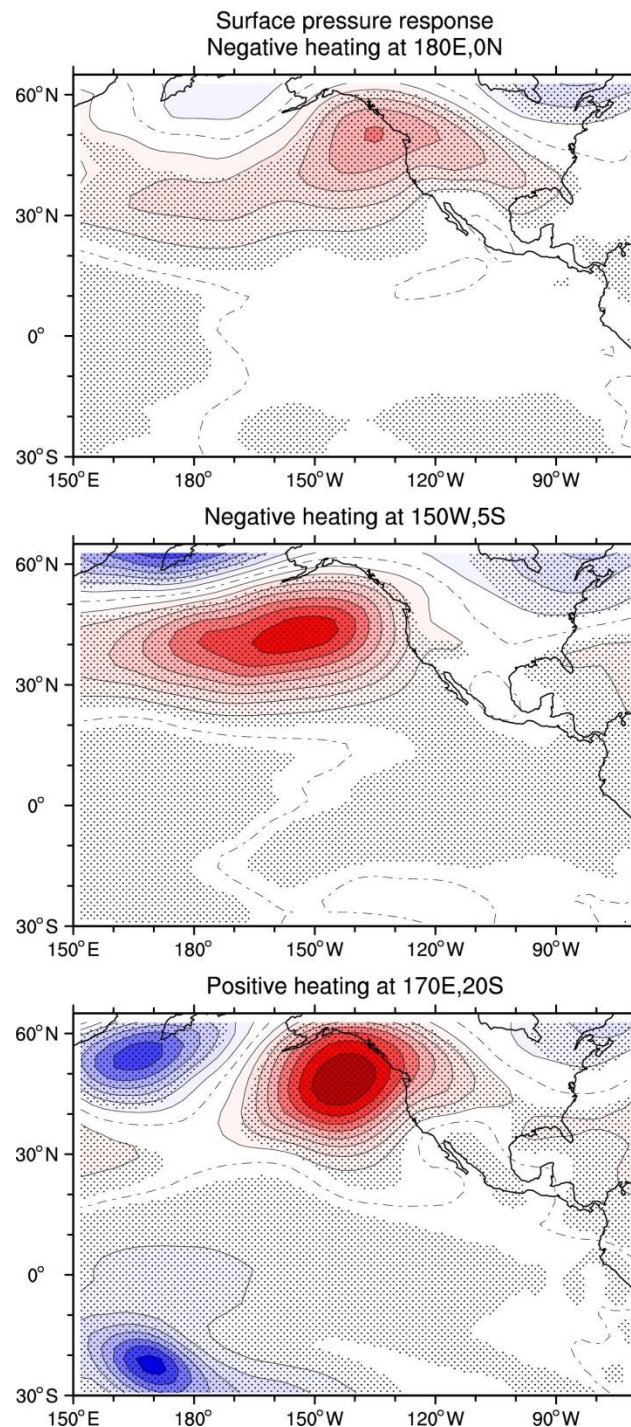 Surface pressure response
Negative heating at 180E,0N
60°N
30°N
0°
30°S
150°E 180° 150°W 120°W 90°W
Negative heating at 150W,5S
60°N
30°N
0°
30°S
150°E 180° 150°W 120°W 90°W
Positive heating at 170E,20S
60°N
30°N
0°
30°S
150°E 180° 150°W 120°W 90°W